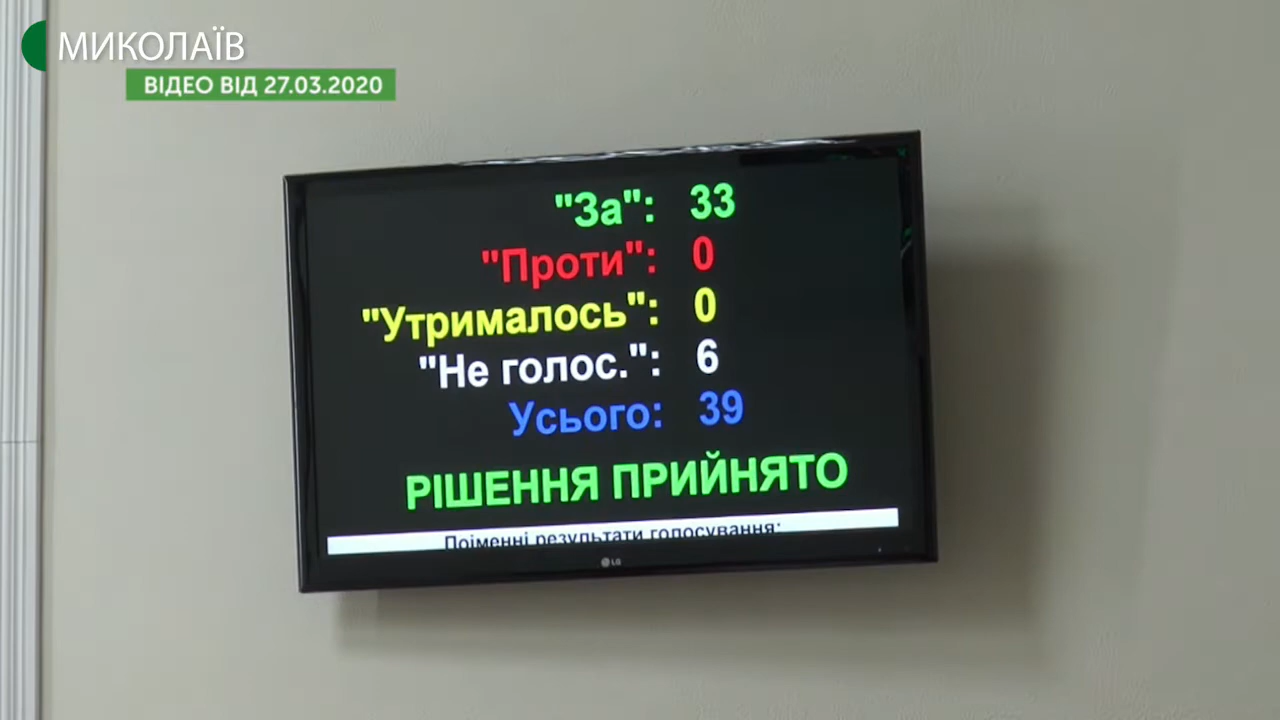 МИКОЛАЇВ
ВІДЕО ВІД 27.03.2020
"За": 33
"Проти": 0
"Утрималось": 0
"Не голос.": 6
Усього: 39
РІШЕННЯ ПРИЙНЯТО
Поіменні результати голосування:
LG